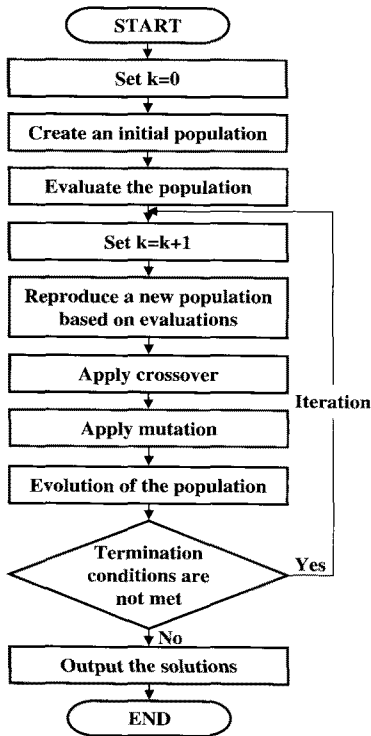 START
Set k=0
Create an initial population
Evaluate the population
Set k=k+1
Reproduce a new population
based on evaluations
Apply crossover
Iteration
Apply mutation
Evolution of the population
Termination
conditions are
not met
Yes
No
Output the solutions
END